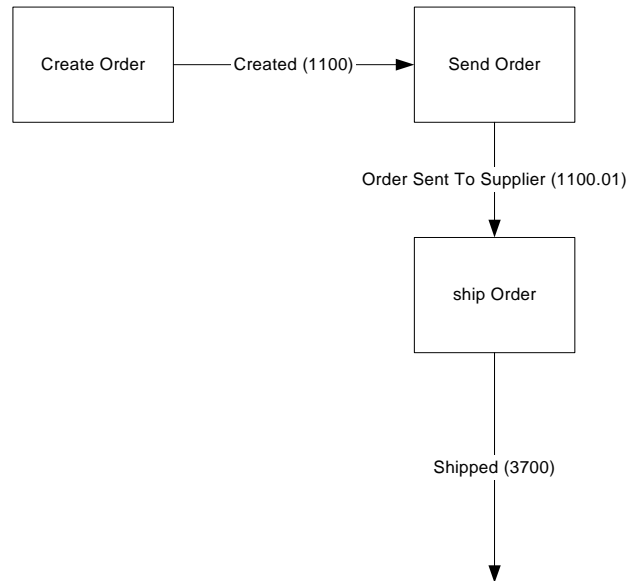 Create Order
Created (1100)
Send Order
Order Sent To Supplier (1100.01)
ship Order
Shipped (3700)